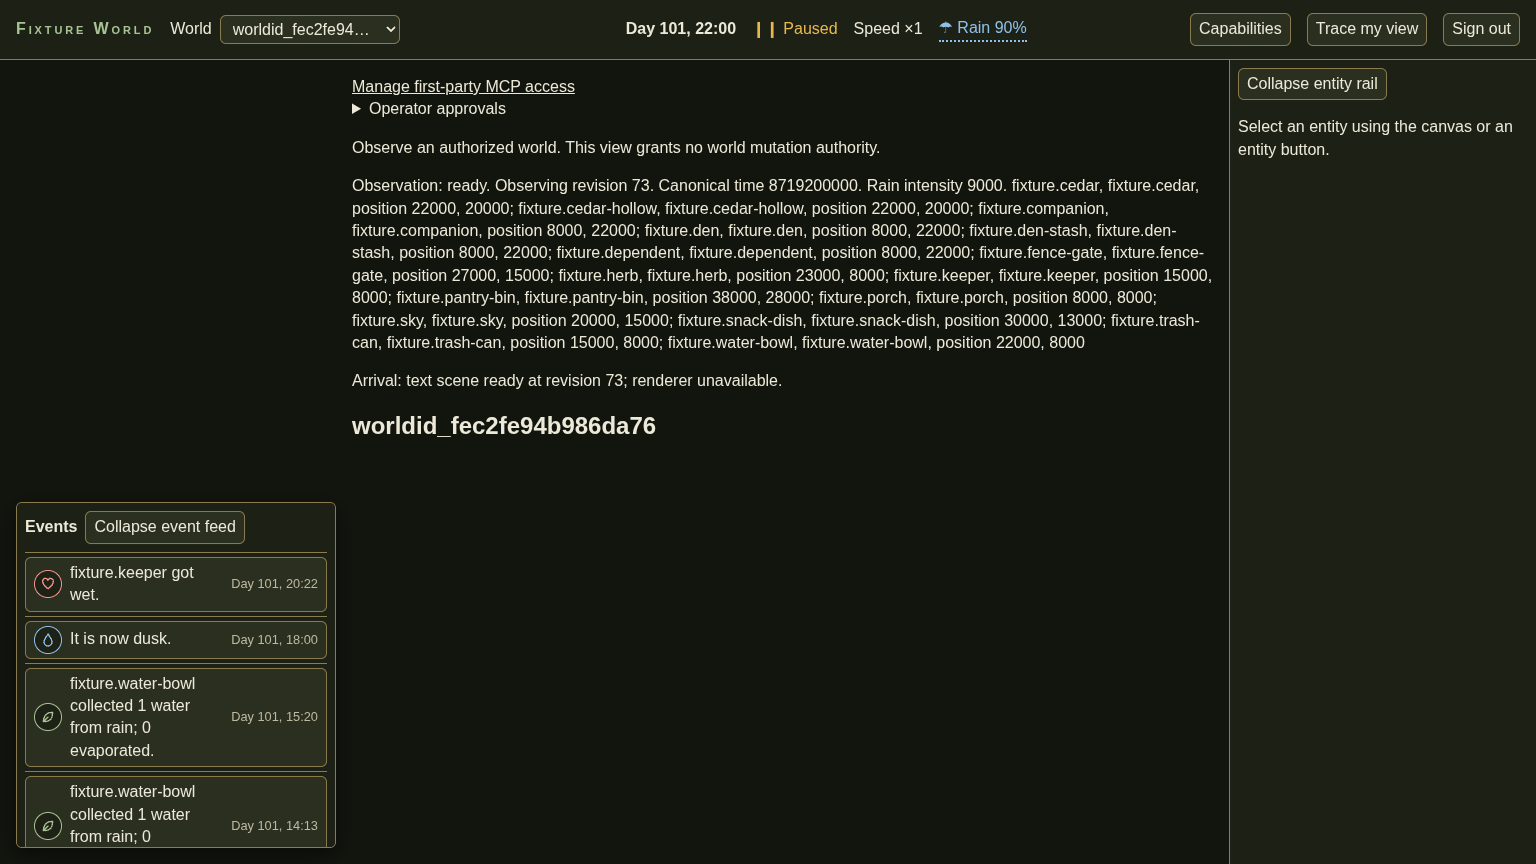 FIXTURE WORLD World worldid_fec2fe94… Day 101, 22:00 ❙❙ Paused Speed ×1 ☂ Rain 90% Capabilities Trace my view Sign out
Manage first-party MCP access
▶ Operator approvals
Observe an authorized world. This view grants no world mutation authority.
Observation: ready. Observing revision 73. Canonical time 8719200000. Rain intensity 9000. fixture.cedar, fixture.cedar,
position 22000, 20000; fixture.cedar-hollow, fixture.cedar-hollow, position 22000, 20000; fixture.companion,
fixture.companion, position 8000, 22000; fixture.den, fixture.den, position 8000, 22000; fixture.den-stash, fixture.den-
stash, position 8000, 22000; fixture.dependent, fixture.dependent, position 8000, 22000; fixture.fence-gate, fixture.fence-
gate, position 27000, 15000; fixture.herb, fixture.herb, position 23000, 8000; fixture.keeper, fixture.keeper, position 15000,
8000; fixture.pantry-bin, fixture.pantry-bin, position 38000, 28000; fixture.porch, fixture.porch, position 8000, 8000;
fixture.sky, fixture.sky, position 20000, 15000; fixture.snack-dish, fixture.snack-dish, position 30000, 13000; fixture.trash-
can, fixture.trash-can, position 15000, 8000; fixture.water-bowl, fixture.water-bowl, position 22000, 8000
Arrival: text scene ready at revision 73; renderer unavailable.
worldid_fec2fe94b986da76
Events Collapse event feed
fixture.keeper got
wet.
Day 101, 20:22
It is now dusk. Day 101, 18:00
fixture.water-bowl
collected 1 water
from rain; 0
evaporated.
Day 101, 15:20
fixture.water-bowl
collected 1 water
from rain; 0
Day 101, 14:13
Collapse entity rail
Select an entity using the canvas or an
entity button.